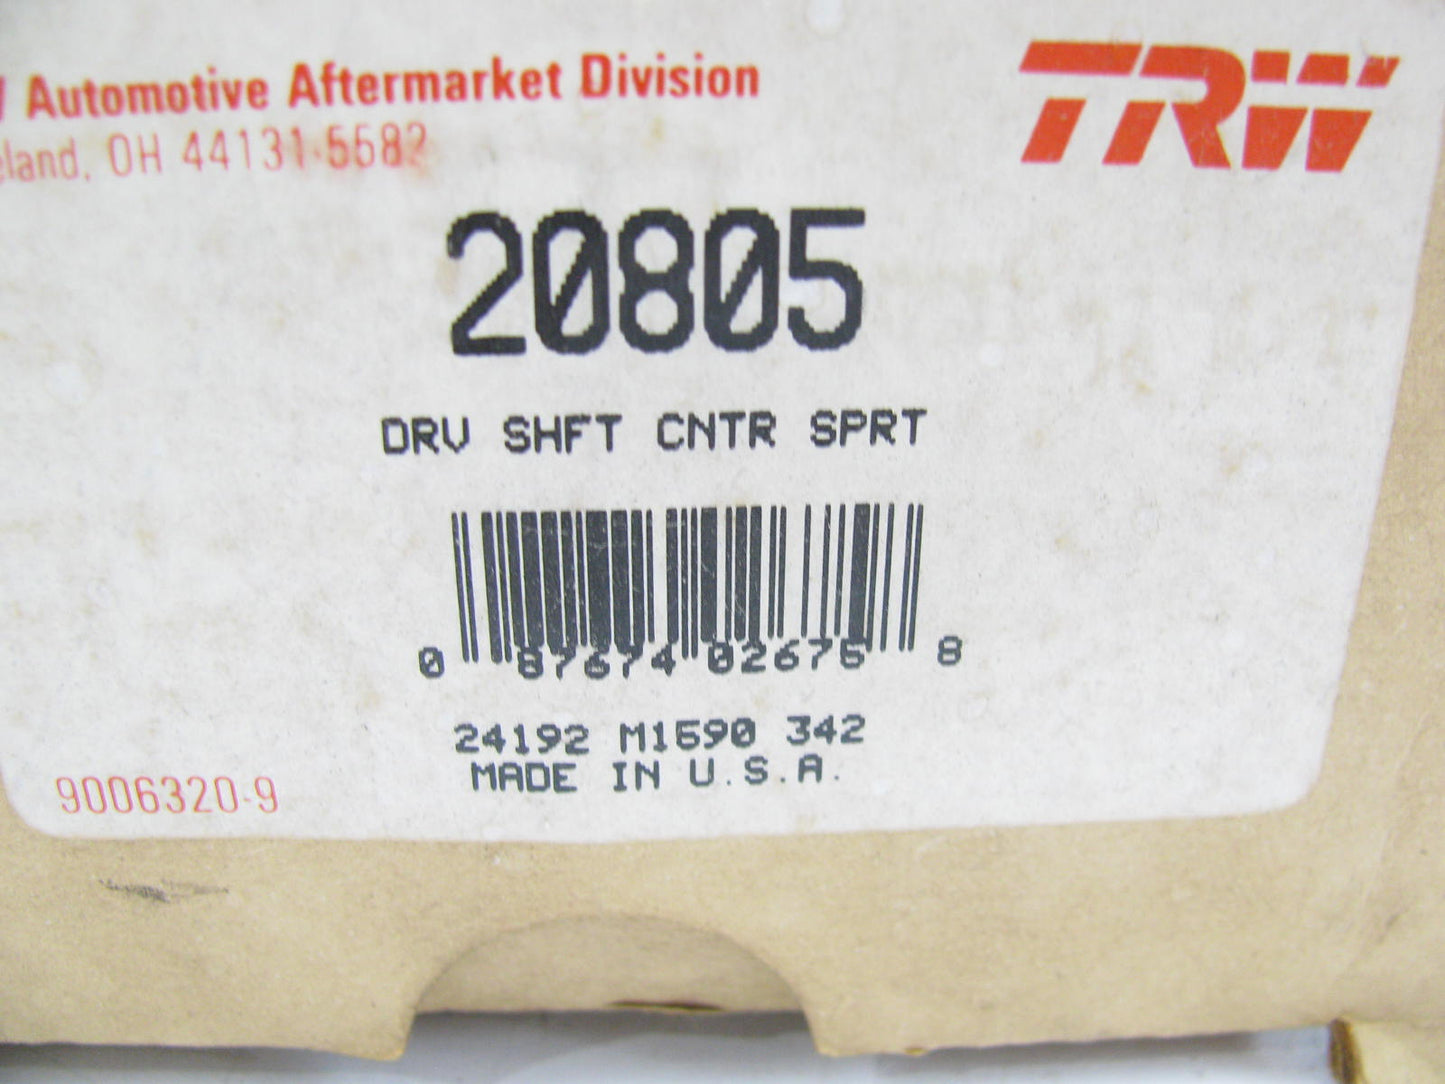 Automotive Aftermarket Division
eland, OH 44131-5582
TRW
20805
DRV SHFT CNTR SPRT
0 87674 02675 8
24192 M1590 342
MADE IN U.S.A.
9006320-9